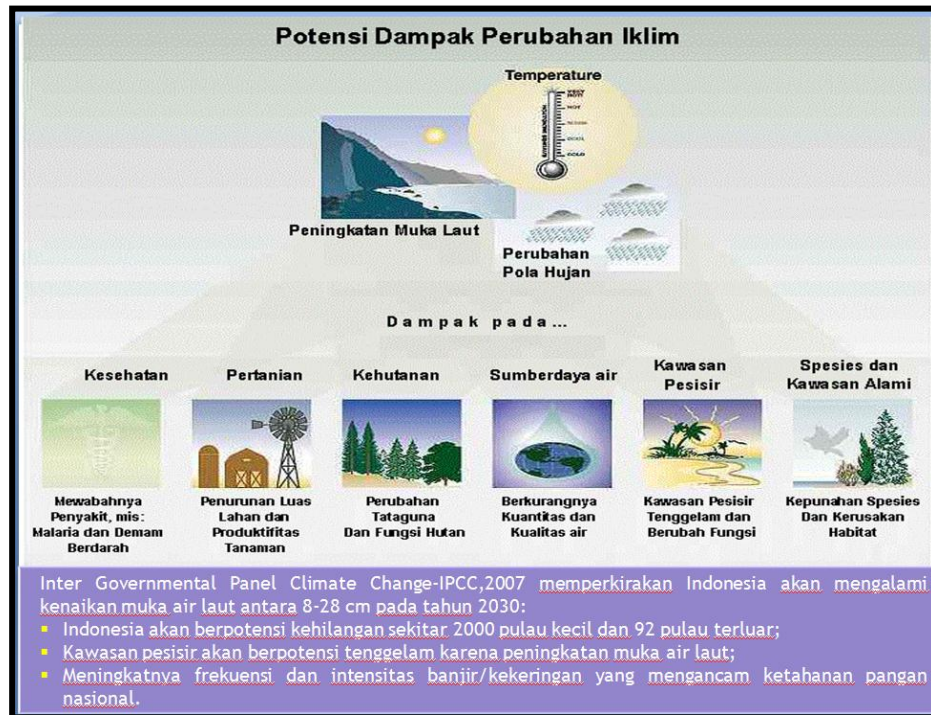 Potensi Dampak Perubahan Iklim
Temperature
Peningkatan Muka Laut
Perubahan
Pola Hujan
Dampak pada...
Kesehatan
Mewabahnya
Penyakit, mis:
Malaria dan Demam
Berdarah
Pertanian
Penurunan Luas
Lahan dan
Produktifitas
Tanaman
Kehutanan
Perubahan
Tataguna
Dan Fungsi Hutan
Sumberdaya air
Berkurangnya
Kuantitas dan
Kualitas air
Kawasan
Pesisir
Kawasan Pesisir
Tenggelam dan
Berubah Fungsi
Spesies dan
Kawasan Alami
Kepunahan Spesies
Dan Kerusakan
Habitat
Inter Governmental Panel Climate Change-IPCC,2007 memperkirakan Indonesia akan mengalami
kenaikan muka air laut antara 8-28 cm pada tahun 2030:
Indonesia akan berpotensi kehilangan sekitar 2000 pulau kecil dan 92 pulau terluar;
Kawasan pesisir akan berpotensi tenggelam karena peningkatan muka air laut;
Meningkatnya frekuensi dan intensitas banjir/kekeringan yang mengancam ketahanan pangan
nasional.